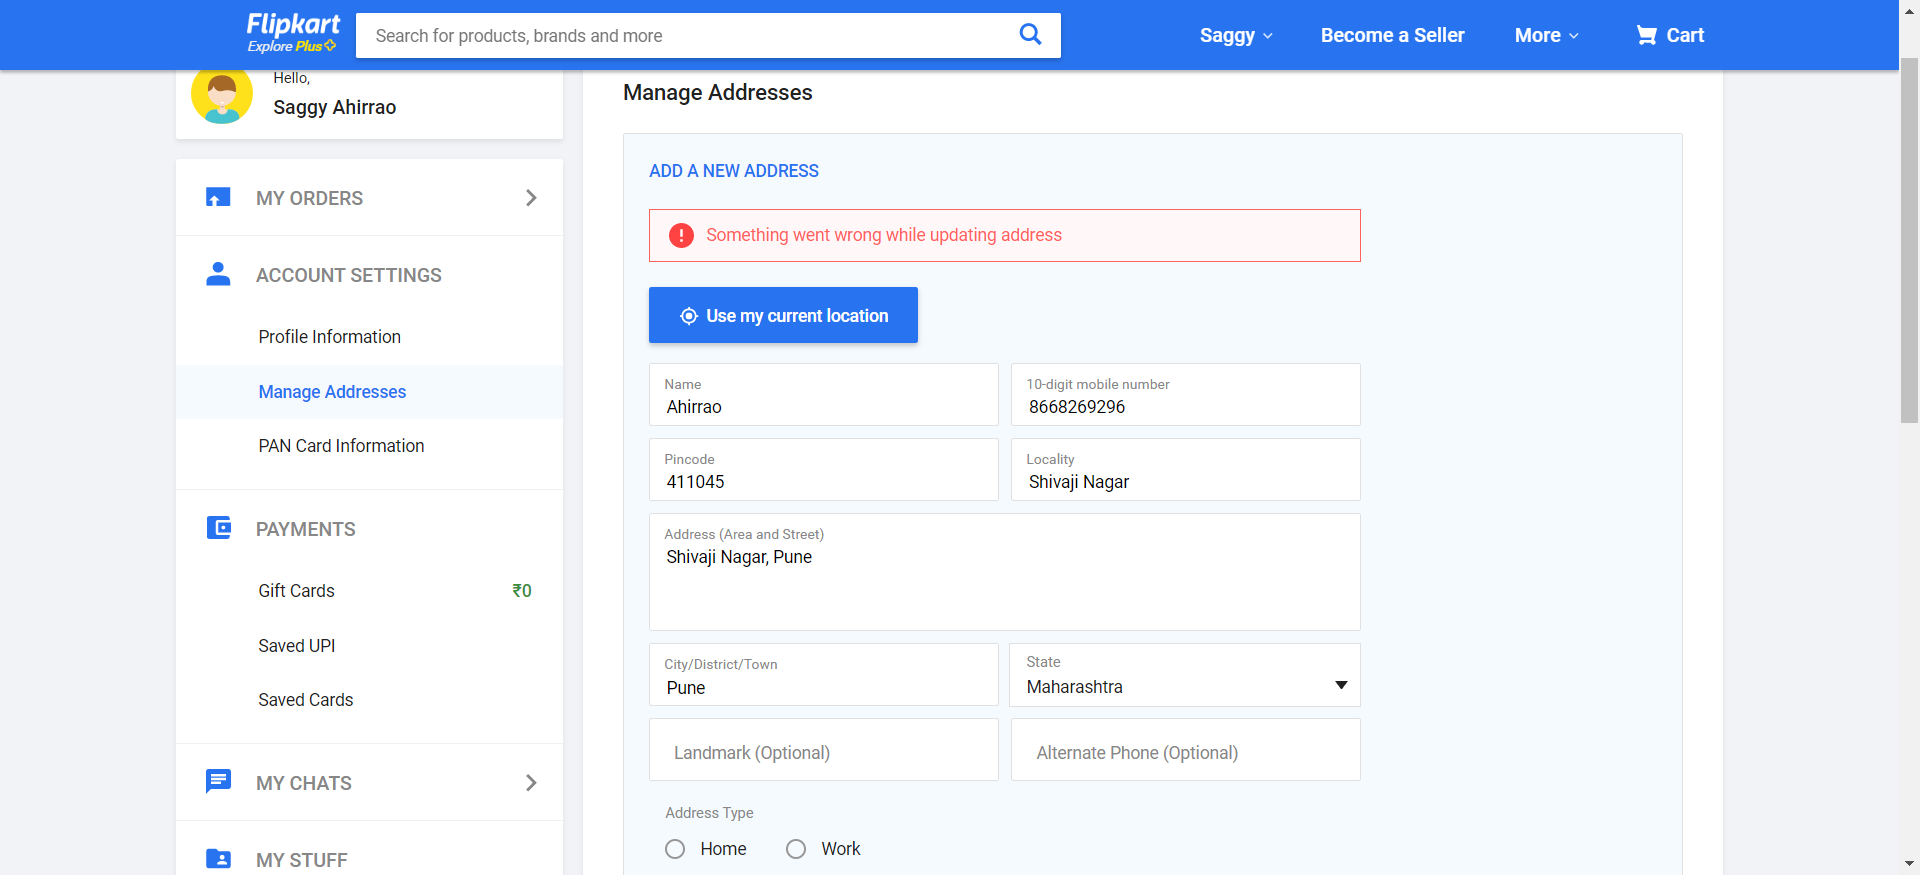 Flipkart
Explore Plus
Search for products, brands and more
Saggy
Become a Seller
More
Cart
Hello,
Saggy Ahirrao
MY ORDERS
ACCOUNT SETTINGS
Profile Information
Manage Addresses
PAN Card Information
PAYMENTS
Gift Cards ₹0
Saved UPI
Saved Cards
MY CHATS
MY STUFF
Manage Addresses
ADD A NEW ADDRESS
Something went wrong while updating address
Use my current location
Name
Ahirrao
10-digit mobile number
8668269296
Pincode
411045
Locality
Shivaji Nagar
Address (Area and Street)
Shivaji Nagar, Pune
City/District/Town
Pune
State
Maharashtra
Landmark (Optional)
Alternate Phone (Optional)
Address Type
Home
Work